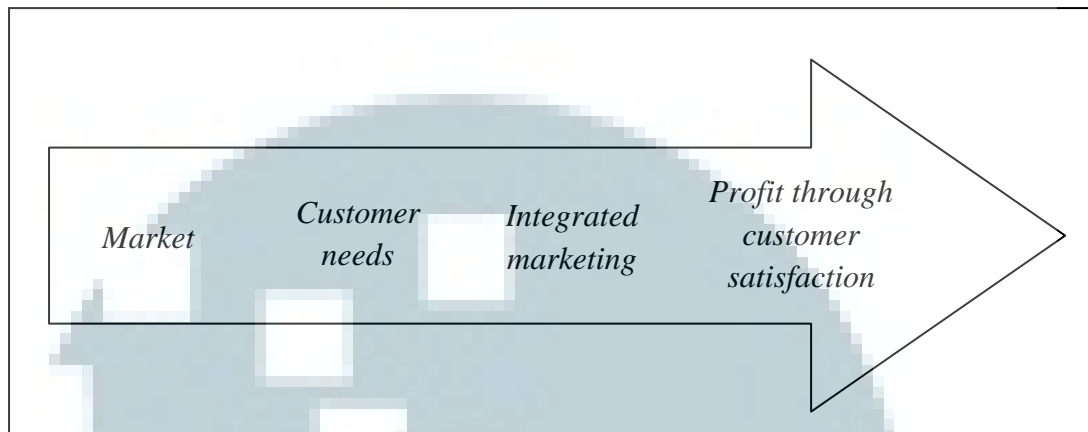 Market
Customer
needs
Integrated
marketing
Profit through
customer
satisfaction